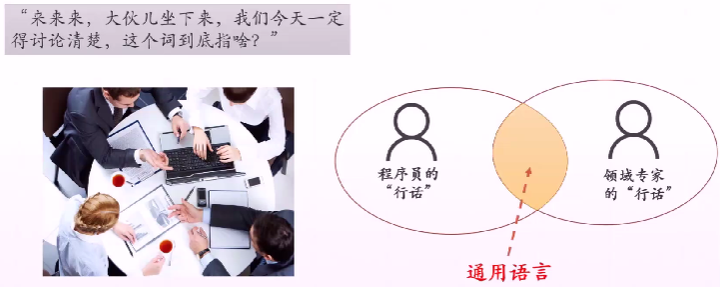 “来来来，大伙儿坐下来，我们今天一定
得讨论清楚，这个词到底指啥？”
程序員的
“行话”
领域专家
的“行话”
通用语言